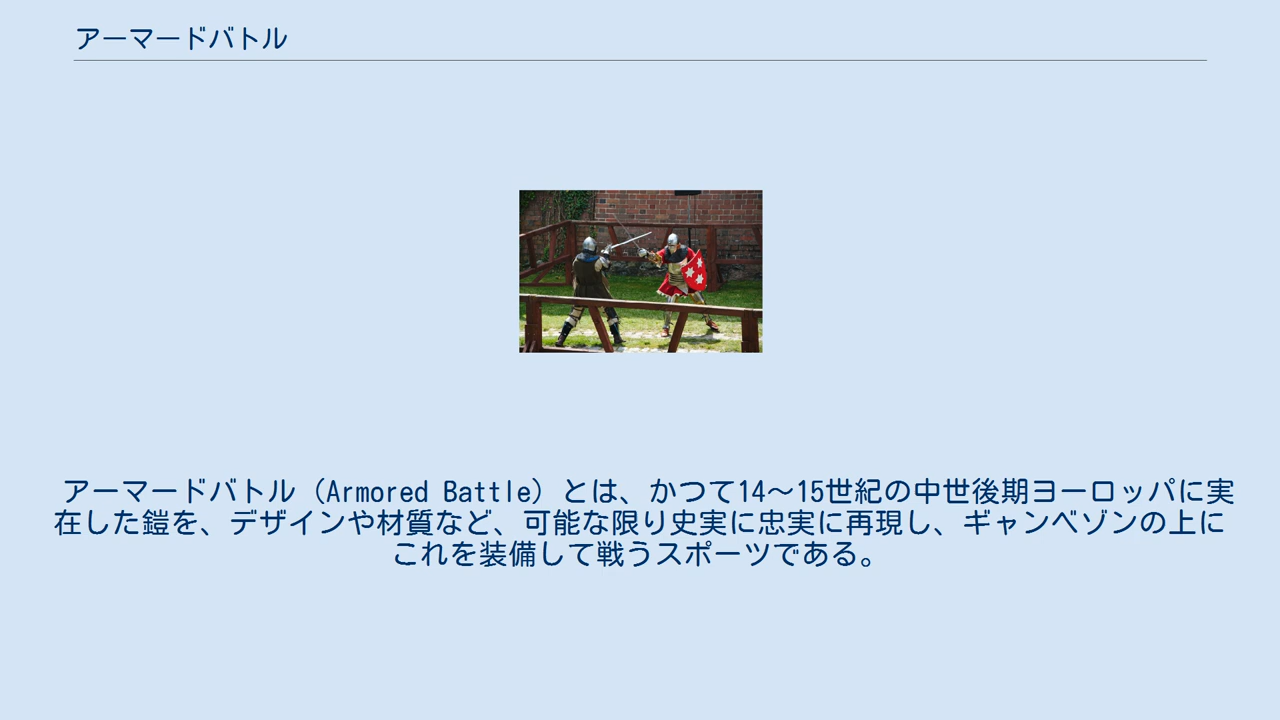 アーマードバトル
アーマードバトル（Armored Battle）とは、かつて14～15世紀の中世後期ヨーロッパに実
在した鎧を、デザインや材質など、可能な限り史実に忠実に再現し、ギャンベゾンの上に
これを装備して戦うスポーツである。